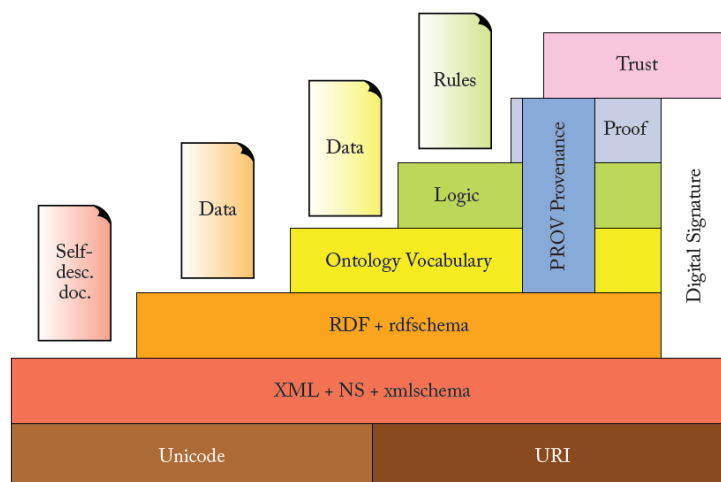 Trust
Rules
Proof
Data
Logic
PROV Provenance
Digital Signature
Data
Ontology Vocabulary
Self-
desc.
doc.
RDF + rdfschema
XML + NS + xmlschema
Unicode
URI